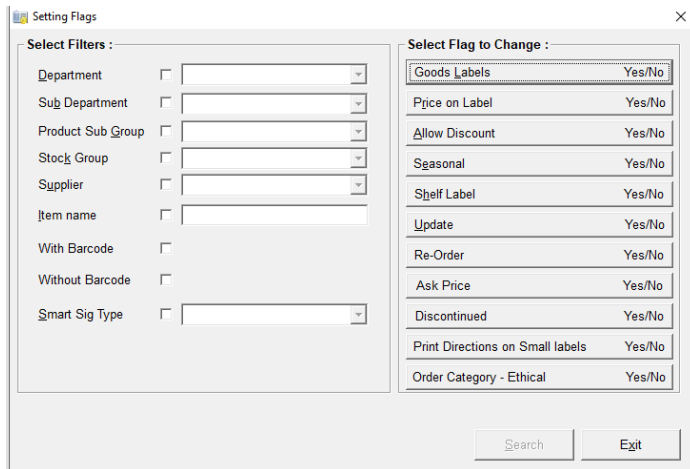 Setting Flags
Select Filters :
Department
Sub Department
Product Sub Group
Stock Group
Supplier
Item name
With Barcode
Without Barcode
Smart Sig Type
Select Flag to Change :
Goods Labels Yes/No
Price on Label Yes/No
Allow Discount Yes/No
Seasonal Yes/No
Shelf Label Yes/No
Update Yes/No
Re-Order Yes/No
Ask Price Yes/No
Discontinued Yes/No
Print Directions on Small labels Yes/No
Order Category - Ethical Yes/No
Search Exit